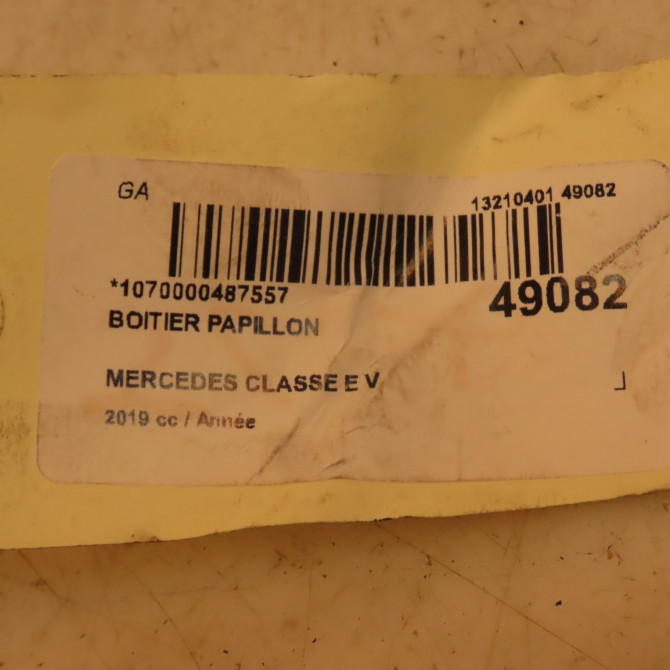 GA 13210401 49082
*1070000487557 49082
BOITIER PAPILLON
MERCEDES CLASSE E V
2019 cc / Année